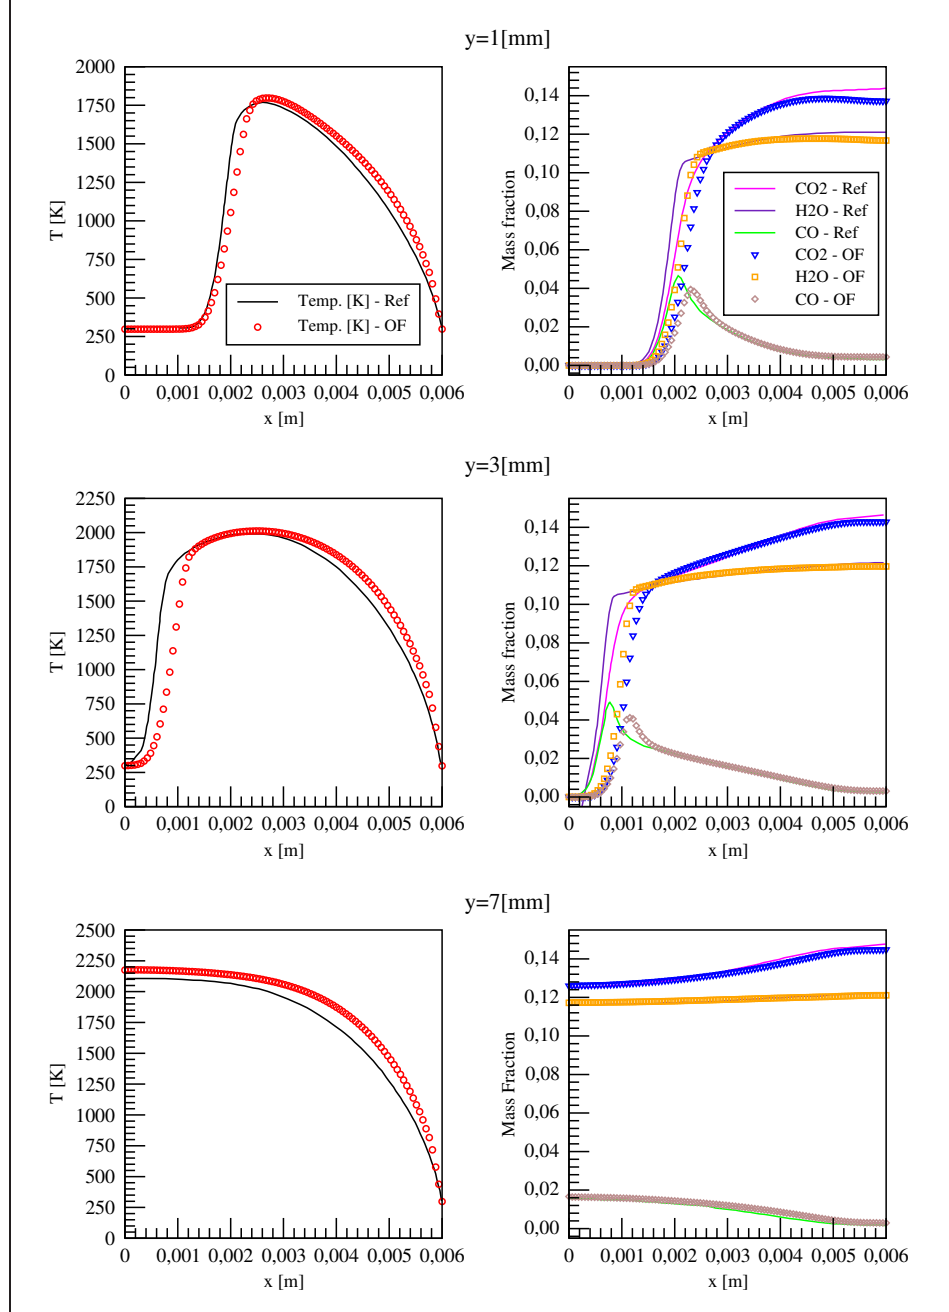 y=1[mm]
2000
1750
1500
1250
1000
750
500
250
0
T [K]
0 0,001 0,002 0,003 0,004 0,005 0,006
x [m]
Temp. [K] - Ref
Temp. [K] - OF
0,14
0,12
0,10
0,08
0,06
0,04
0,02
0,00
Mass fraction
0 0,001 0,002 0,003 0,004 0,005 0,006
x [m]
CO2 - Ref
H2O - Ref
CO - Ref
CO2 - OF
H2O - OF
CO - OF
y=3[mm]
2250
2000
1750
1500
1250
1000
750
500
250
0
T [K]
0 0,001 0,002 0,003 0,004 0,005 0,006
x [m]
0,14
0,12
0,10
0,08
0,06
0,04
0,02
0,00
Mass fraction
0 0,001 0,002 0,003 0,004 0,005 0,006
x [m]
y=7[mm]
2500
2250
2000
1750
1500
1250
1000
750
500
250
0
T [K]
0 0,001 0,002 0,003 0,004 0,005 0,006
x [m]
0,14
0,12
0,10
0,08
0,06
0,04
0,02
0,00
Mass Fraction
0 0,001 0,002 0,003 0,004 0,005 0,006
x [m]